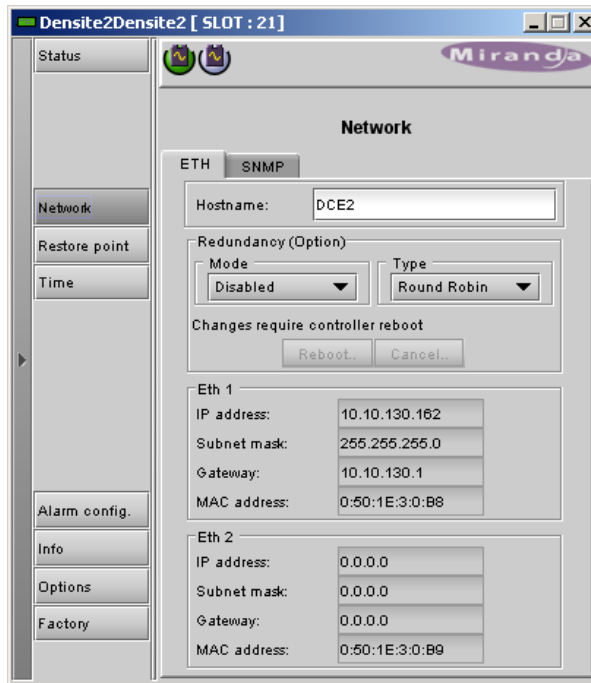 Densite2Densite2 [ SLOT : 21]
Status
Miranda
Network
ETH
SNMP
Network
Hostname:
DCE2
Restore point
Redundancy (Option)
Mode
Type
Time
Disabled
Round Robin
Changes require controller reboot
Reboot..
Cancel..
Eth 1
IP address:
10.10.130.162
Subnet mask:
255.255.255.0
Gateway:
10.10.130.1
MAC address:
0:50:1E:3:0:B8
Alarm config.
Eth 2
Info
IP address:
0.0.0.0
Options
Subnet mask:
0.0.0.0
Gateway:
0.0.0.0
Factory
MAC address:
0:50:1E:3:0:B9